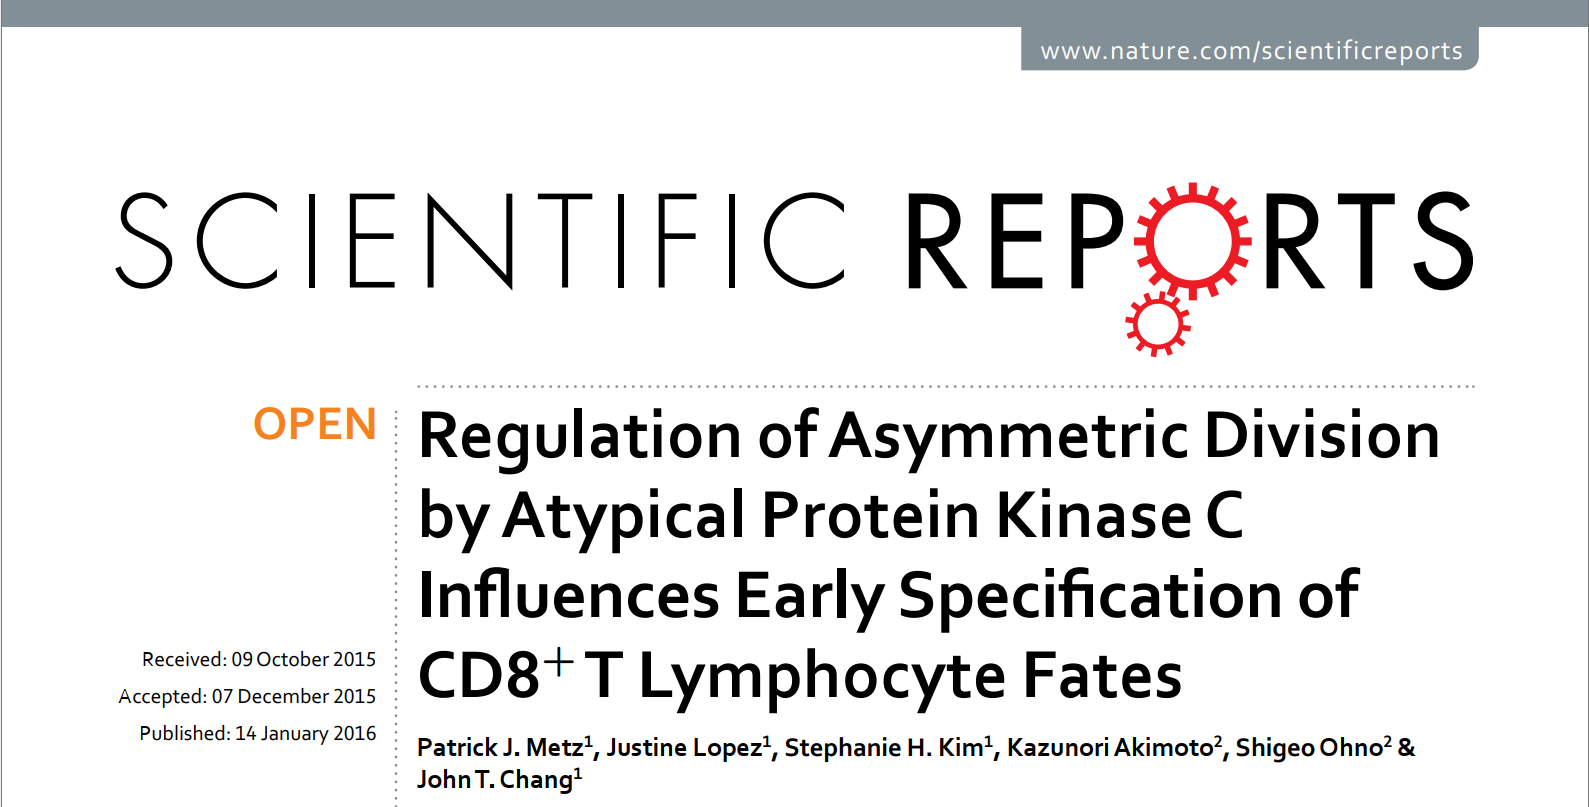 www.nature.com/scientificreports
SCIENTIFIC REPORTS
OPEN
Regulation of Asymmetric Division
by Atypical Protein Kinase C
Influences Early Specification of
CD8+ T Lymphocyte Fates
Received: 09 October 2015
Accepted: 07 December 2015
Published: 14 January 2016
Patrick J. Metz1, Justine Lopez1, Stephanie H. Kim1, Kazunori Akimoto2, Shigeo Ohno2 &
John T. Chang1